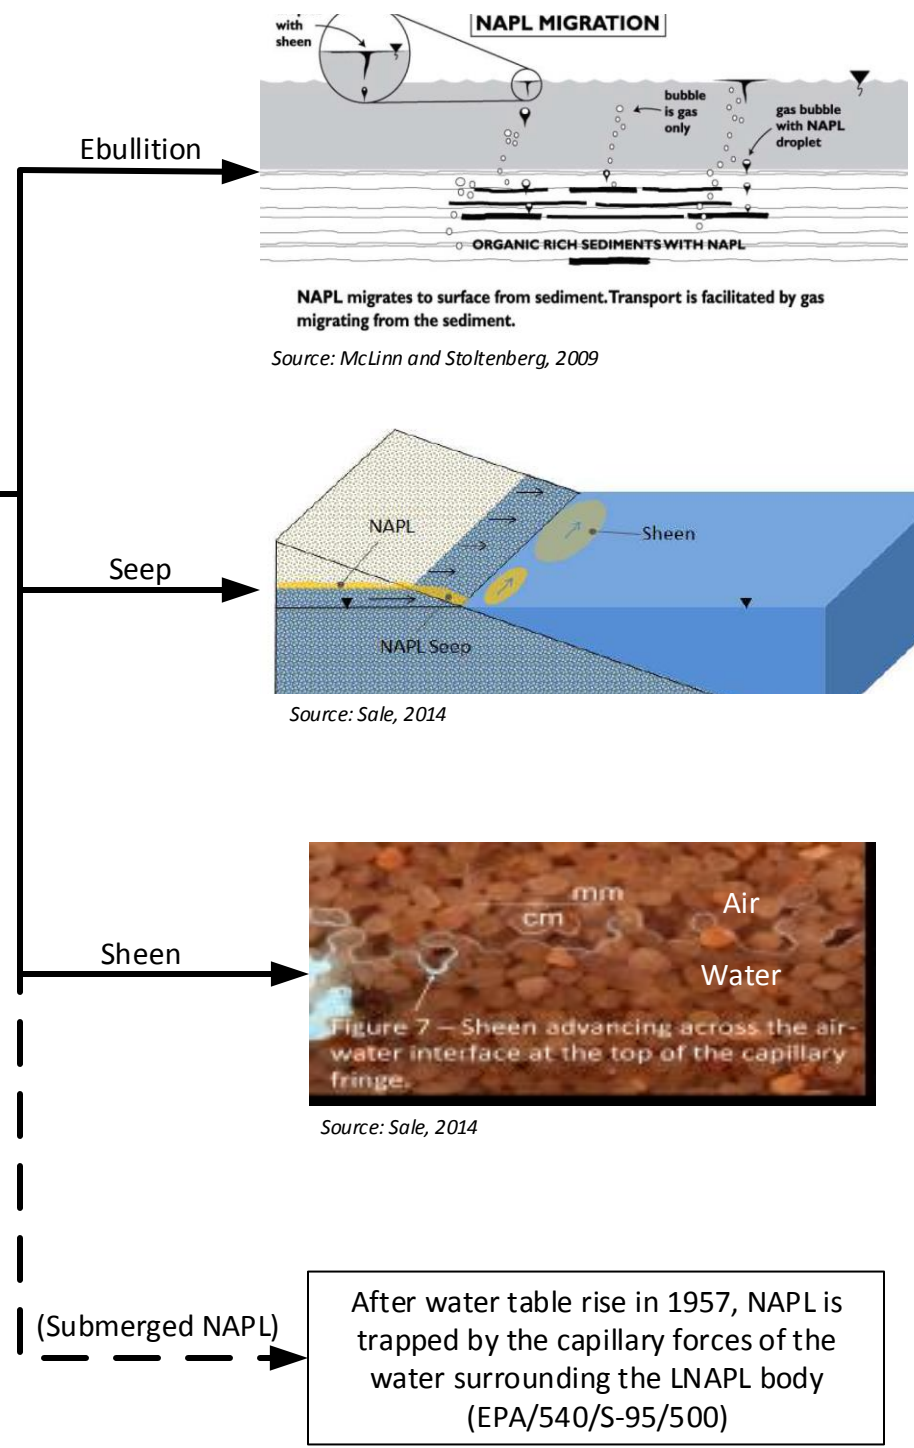 with
sheen
NAPL MIGRATION
bubble
is gas
only
gas bubble
with NAPL
droplet
Ebullition
ORGANIC RICH SEDIMENTS WITH NAPL
NAPL migrates to surface from sediment. Transport is facilitated by gas
migrating from the sediment.
Source: McLinn and Stoltenberg, 2009
NAPL
Sheen
Seep
NAPL Seep
Source: Sale, 2014
mm
cm
Air
Sheen
Water
Figure 7 – Sheen advancing across the air-
water interface at the top of the capillary
fringe.
Source: Sale, 2014
(Submerged NAPL)
After water table rise in 1957, NAPL is
trapped by the capillary forces of the
water surrounding the LNAPL body
(EPA/540/S-95/500)